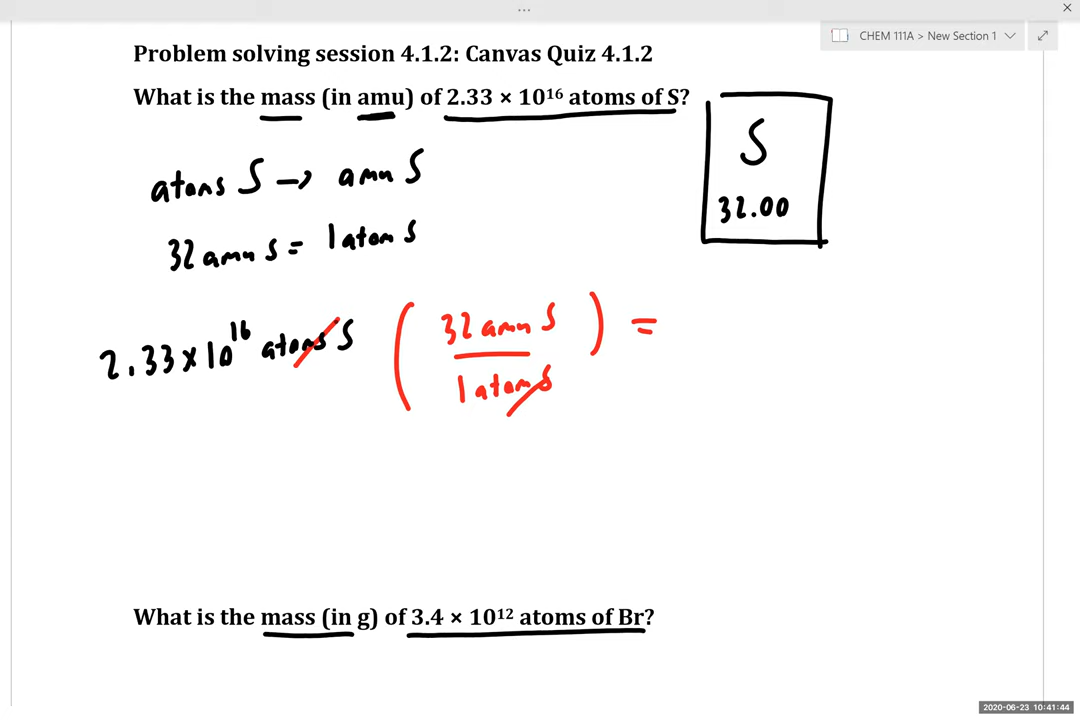 CHEM 111A > New Section 1
Problem solving session 4.1.2: Canvas Quiz 4.1.2
What is the mass (in amu) of 2.33 × 10¹⁶ atoms of S?
S
32.00
atoms S → amu S
32 amu S = 1 atom S
2.33 × 10¹⁶ atoms S ( 32 amu S / 1 atom S ) =
What is the mass (in g) of 3.4 × 10¹² atoms of Br?
2020-06-23 10:41:44